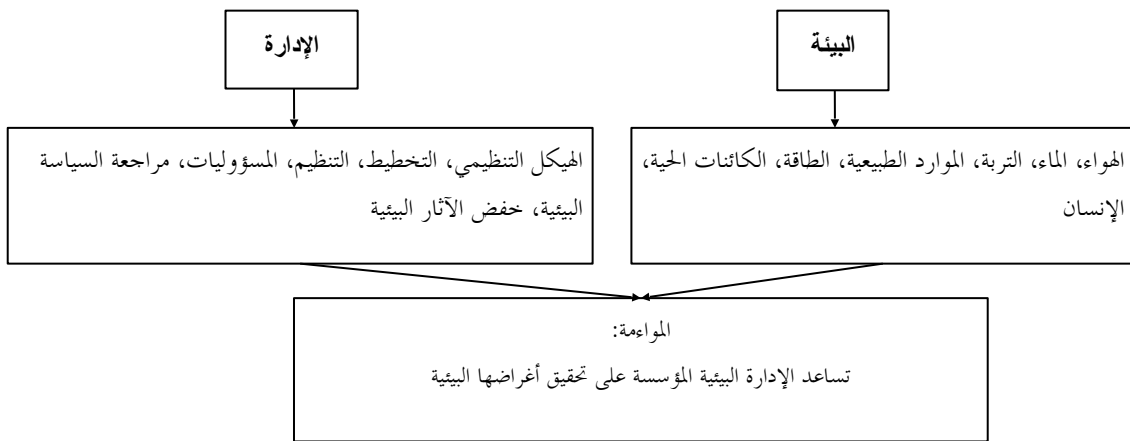 البيئة
الإدارة
الهواء، الماء، التربة، الموارد الطبيعية، الطاقة، الكائنات الحية،
الإنسان
الهيكل التنظيمي، التخطيط، التنظيم، المسؤوليات، مراجعة السياسة
البيئية، خفض الآثار البيئية
المواءمة:
تساعد الإدارة البيئية المؤسسة على تحقيق أغراضها البيئية